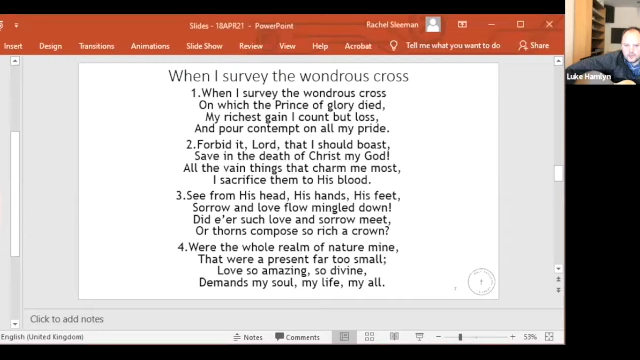 Slides - 18APR21 - PowerPoint
Rachel Sleeman
Insert Design Transitions Animations Slide Show Help Acrobat Tell me what you want to do Share
Luke Hamlyn
When I survey the wondrous cross
1.When I survey the wondrous cross
On which the Prince of glory died,
My richest gain I count but loss,
And pour contempt on all my pride.
2.Forbid it, Lord, that I should boast,
Save in the death of Christ my God!
All the vain things that charm me most,
I sacrifice them to His blood.
3.See from His head, His hands, His feet,
Sorrow and love flow mingled down!
Did e'er such love and sorrow meet,
Or thorns compose so rich a crown?
4.Were the whole realm of nature mine,
That were a present far too small;
Love so amazing, so divine,
Demands my soul, my life, my all.
Click to add notes
English (United Kingdom) Notes Comments 53%